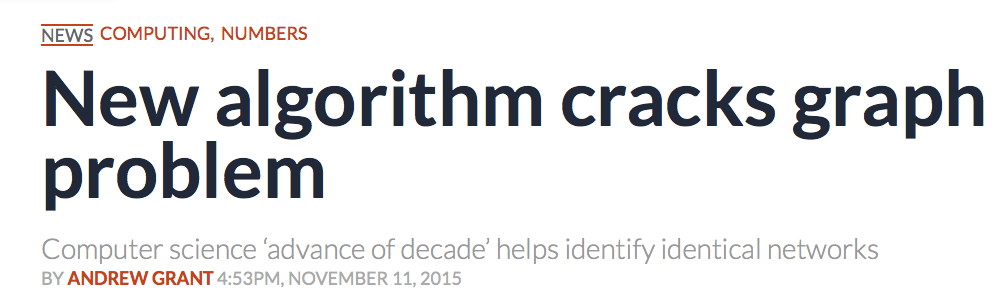 NEWS COMPUTING, NUMBERS
New algorithm cracks graph
problem
Computer science ‘advance of decade’ helps identify identical networks
BY ANDREW GRANT 4:53PM, NOVEMBER 11, 2015